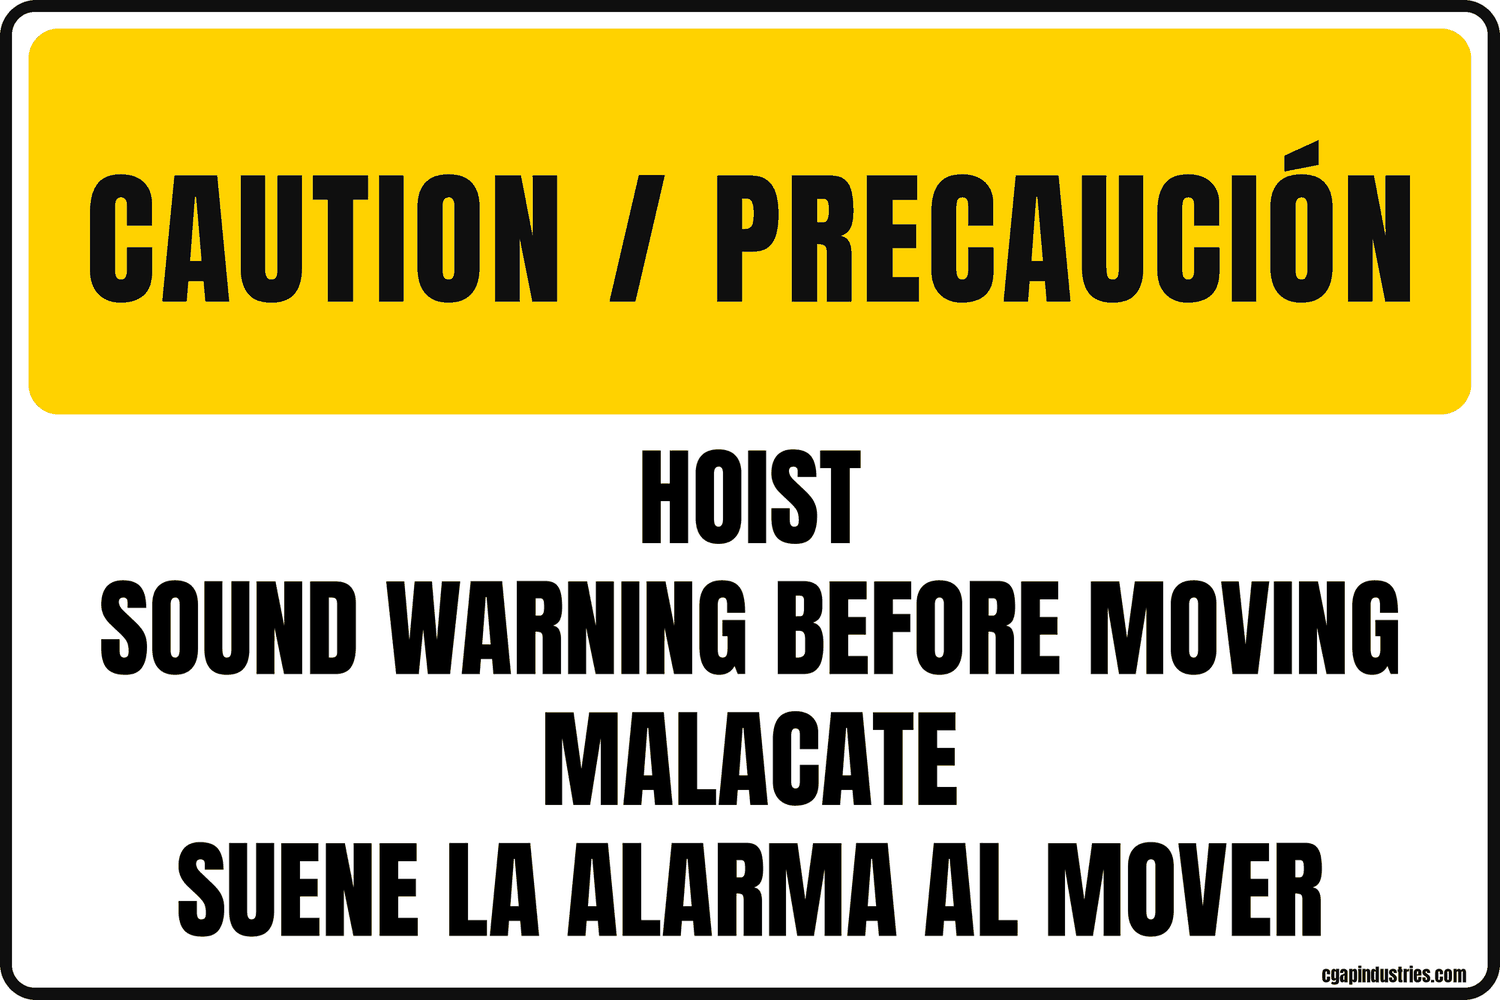 CAUTION / PRECAUCIÓN
HOIST
SOUND WARNING BEFORE MOVING
MALACATE
SUENE LA ALARMA AL MOVER
cgapindustries.com